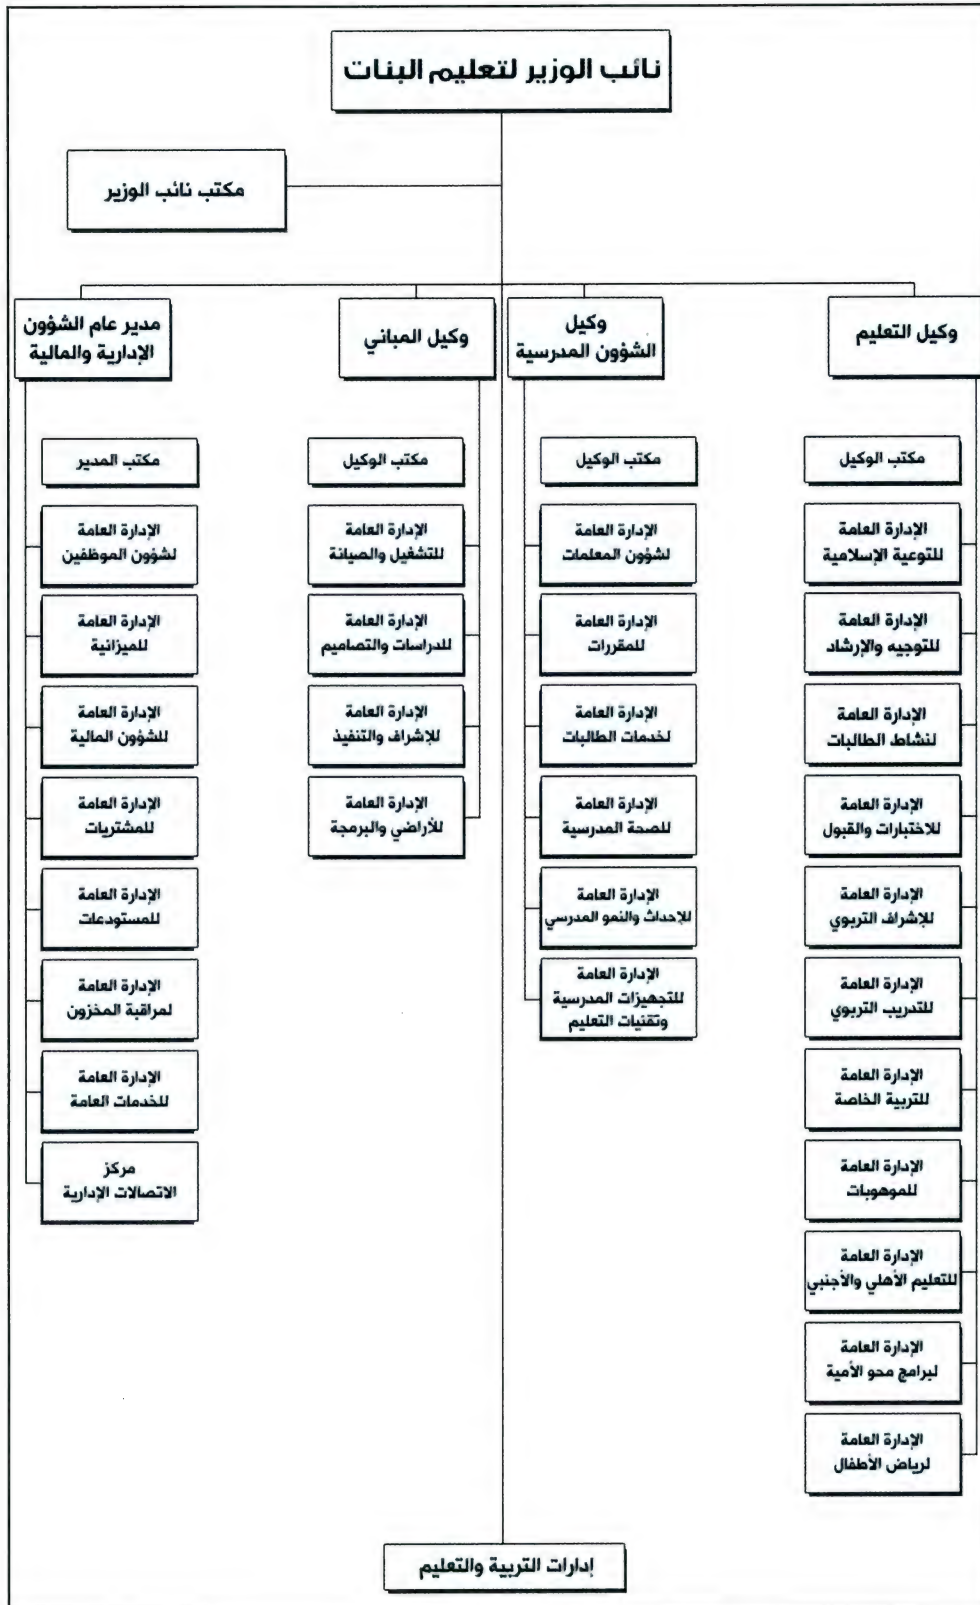 نائب الوزير لتعليم البنات
مكتب نائب الوزير
وكيل التعليم
مكتب الوكيل
الإدارة العامة
للتوعية الإسلامية
الإدارة العامة
للتوجيه والإرشاد
الإدارة العامة
لنشاط الطالبات
الإدارة العامة
للاختبارات والقبول
الإدارة العامة
للإشراف التربوي
الإدارة العامة
للتدريب التربوي
الإدارة العامة
للتربية الخاصة
الإدارة العامة
للموهوبات
الإدارة العامة
للتعليم الأهلي والأجنبي
الإدارة العامة
لبرامج محو الأمية
الإدارة العامة
لرياض الأطفال
وكيل
الشؤون المدرسية
مكتب الوكيل
الإدارة العامة
لشؤون المعلمات
الإدارة العامة
للمقررات
الإدارة العامة
لخدمات الطالبات
الإدارة العامة
للصحة المدرسية
الإدارة العامة
للإحداث والنمو المدرسي
الإدارة العامة
للتجهيزات المدرسية
وتقنيات التعليم
وكيل المباني
مكتب الوكيل
الإدارة العامة
للتشغيل والصيانة
الإدارة العامة
للدراسات والتصاميم
الإدارة العامة
للإشراف والتنفيذ
الإدارة العامة
للأراضي والبرمجة
مدير عام الشؤون
الإدارية والمالية
مكتب المدير
الإدارة العامة
لشؤون الموظفين
الإدارة العامة
للميزانية
الإدارة العامة
للشؤون المالية
الإدارة العامة
للمشتريات
الإدارة العامة
للمستودعات
الإدارة العامة
لمراقبة المخزون
الإدارة العامة
للخدمات العامة
مركز
الاتصالات الإدارية
إدارات التربية والتعليم